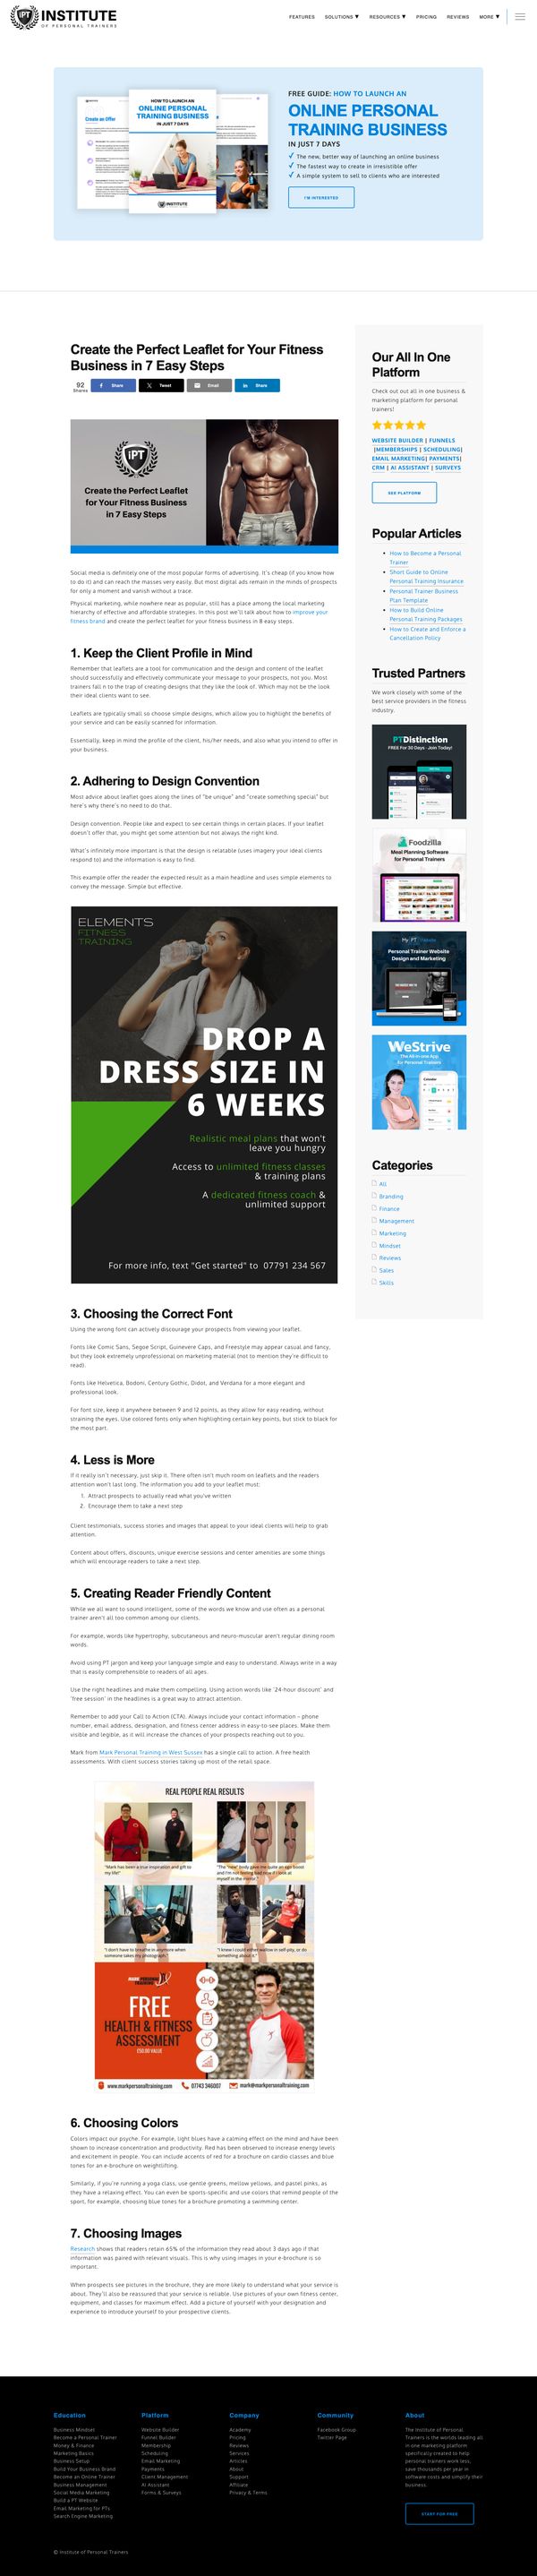 INSTITUTE
OF PERSONAL TRAINERS
FEATURES SOLUTIONS ▼ RESOURCES ▼ PRICING REVIEWS MORE ▼
Create an Offer
HOW TO LAUNCH AN
ONLINE PERSONAL
TRAINING BUSINESS
IN JUST 7 DAYS
INSTITUTE
FREE GUIDE: HOW TO LAUNCH AN
ONLINE PERSONAL
TRAINING BUSINESS
IN JUST 7 DAYS
✓ The new, better way of launching an online business
✓ The fastest way to create in irresistible offer
✓ A simple system to sell to clients who are interested
I'M INTERESTED
Create the Perfect Leaflet for Your Fitness
Business in 7 Easy Steps
92
Shares
Share
Tweet
Email
Share
IPT
Create the Perfect Leaflet
for Your Fitness Business
in 7 Easy Steps
Social media is definitely one of the most popular forms of advertising. It's cheap (if you know how
to do it) and can reach many people. But most digital adverts remain in the minds of prospects
for only a moment and vanish without a trace.
Physical marketing, while nowhere near as popular, still has a place among the local marketing
hierarchy of effective and affordable strategies. In this post we'll talk about how to improve your
fitness brand and create the perfect leaflet for your fitness business in 8 easy steps.
1. Keep the Client Profile in Mind
Remember that leaflets are a tool for communication and the design and content of the leaflet
should successfully and effectively communicate your message to your prospects, not you. Most
trainers fall in to the trap of creating designs that they like the look of. Which may not be the look
their ideal clients want to see.
Leaflets are typically small so choose simple designs, which allow you to highlight the benefits of
your service and can be easily scanned for information.
Essentially, keep in mind the profile of the client, his/her needs, and also what you intend to offer in
your business.
2. Adhering to Design Convention
Most advice about leaflet goes along the lines of "be unique" and "create something special" but
here's why there's no need to do that.
Design convention. People like and expect to see certain things in certain places. If your leaflet
doesn't offer that, you might get some attention but not always the right kind.
What's infinitely more important is that the design is relatable (uses imagery your ideal clients
respond to) and the information is easy to find.
This example offer the reader the expected result as a main headline and uses simple elements to
convey the message. Simple but effective.
ELEMENTS
FITNESS
TRAINING
DROP A
DRESS SIZE IN
6 WEEKS
Realistic meal plans that won't
leave you hungry
Access to unlimited fitness classes
& training plans
A dedicated fitness coach &
unlimited support
For more info, text "Get started" to 07791 234 567
3. Choosing the Correct Font
Using the wrong font can actively discourage your prospects from viewing your leaflet.
Fonts like Comic Sans, Segoe Script, Guinevere Caps, and Freestyle may appear casual and fancy,
but they look extremely unprofessional on marketing material (not to mention they're difficult to
read).
Fonts like Helvetica, Bodoni, Century Gothic, Didot, and Verdana for a more elegant and
professional look.
For font size, keep it anywhere between 9 and 12 points, as they allow for easy reading, without
straining the eyes. Use colored fonts only when highlighting certain key points, but stick to black for
the most part.
4. Less is More
If it really isn't necessary, just skip it. There often isn't much room on leaflets and the readers
attention won't last long. The information you add to your leaflet must:
1. Attract prospects to actually read what you've written
2. Encourage them to take a next step
Client testimonials, success stories and images that appeal to your ideal clients will help to grab
attention.
Content about offers, discounts, unique exercise sessions and center amenities are some things
which will encourage readers to take a next step.
5. Creating Reader Friendly Content
While we all want to sound intelligent, some of the words we know and use often as a personal
trainer aren't all too common among our clients.
For example, words like hypertrophy, subcutaneous and neuro-muscular aren't regular dining room
words.
Avoid using PT jargon and keep your language simple and easy to understand. Always write in a way
that is easily comprehensible to readers of all ages.
Use the right headlines and make them compelling. Using action words like '24-hour discount' and
'free session' in the headlines is a great way to attract attention.
Remember to add your Call to Action (CTA). Always include your contact information – phone
number, email address, designation, and fitness center address in easy-to-see places. Make them
visible and legible, as it will increase the chances of your prospects reaching out to you.
Mark from Mark Personal Training in West Sussex has a single call to action. A free health
assessments. With client success stories taking up most of the retail space.
REAL PEOPLE REAL RESULTS
"Mark has been a true inspiration and gift to
my life!"
"The 'new' body gave me quite an ego boost
and I'm not feeling bad now if I look at
myself in the mirror."
"I don't have to breathe in anymore when
someone takes my photograph."
"I knew I could either wallow in self-pity, or do
something about it."
MARK PERSONAL
TRAINING
FREE
HEALTH & FITNESS
ASSESSMENT
£50.00 VALUE
www.markpersonaltraining.com 07743 346007 mark@markpersonaltraining.com
6. Choosing Colors
Colors impact our psyche. For example, light blues have a calming effect on the mind and have been
shown to increase concentration and productivity. Red has been observed to increase energy levels
and excitement in people. You can include accents of red for a brochure on cardio classes and blue
tones for an e-brochure on weightlifting.
Similarly, if you're running a yoga class, use gentle greens, mellow yellows, and pastel pinks, as
they have a relaxing effect. You can even be sports-specific and use colors that remind people of the
sport, for example, choosing blue tones for a brochure promoting a swimming center.
7. Choosing Images
Research shows that readers retain 65% of the information they read about 3 days ago if that
information was paired with relevant visuals. This is why using images in your e-brochure is so
important.
When prospects see pictures in the brochure, they are more likely to understand what your service is
about. They'll also be reassured that your service is reliable. Use pictures of your own fitness center,
equipment, and classes for maximum effect. Add a picture of yourself with your designation and
experience to introduce yourself to your prospective clients.
Our All In One
Platform
Check out out all in one business &
marketing platform for personal
trainers!
WEBSITE BUILDER | FUNNELS
|MEMBERSHIPS | SCHEDULING|
EMAIL MARKETING| PAYMENTS|
CRM | AI ASSISTANT | SURVEYS
SEE PLATFORM
Popular Articles
How to Become a Personal
Trainer
Short Guide to Online
Personal Training Insurance
Personal Trainer Business
Plan Template
How to Build Online
Personal Training Packages
How to Create and Enforce a
Cancellation Policy
Trusted Partners
We work closely with some of the
best service providers in the fitness
industry.
PTDistinction
FREE For 30 Days - Join Today!
Foodzilla
Meal Planning Software
for Personal Trainers
My PT Website
Personal Trainer Website
Design and Marketing
WeStrive
The All-in-one App
for Personal Trainers
Calendar
Categories
All
Branding
Finance
Management
Marketing
Mindset
Reviews
Sales
Skills
Education
Business Mindset
Become a Personal Trainer
Money & Finance
Marketing Basics
Business Setup
Build Your Business Brand
Become an Online Trainer
Business Management
Social Media Marketing
Build a PT Website
Email Marketing for PTs
Search Engine Marketing
Platform
Website Builder
Funnel Builder
Membership
Scheduling
Email Marketing
Payments
Client Management
AI Assistant
Forms & Surveys
Company
Academy
Pricing
Reviews
Services
Articles
About
Support
Affiliate
Privacy & Terms
Community
Facebook Group
Twitter Page
About
The Institute of Personal
Trainers is the worlds leading all
in one marketing platform
specifically created to help
personal trainers work less,
save thousands per year in
software costs and simplify their
business.
START FOR FREE
© Institute of Personal Trainers